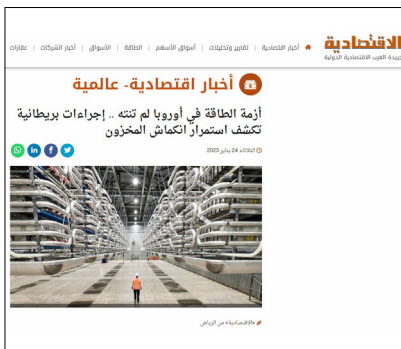 الاقتصادية
جريدة العرب الاقتصادية الدولية
أخبار اقتصادية | تقارير وتحليلات | أسواق الأسهم | الطاقة | الأسواق | أخبار الشركات | عقارات
أخبار اقتصادية- عالمية
أزمة الطاقة في أوروبا لم تنته .. إجراءات بريطانية
تكشف استمرار انكماش المخزون
الثلاثاء 24 يناير 2023
«الاقتصادية» من الرياض